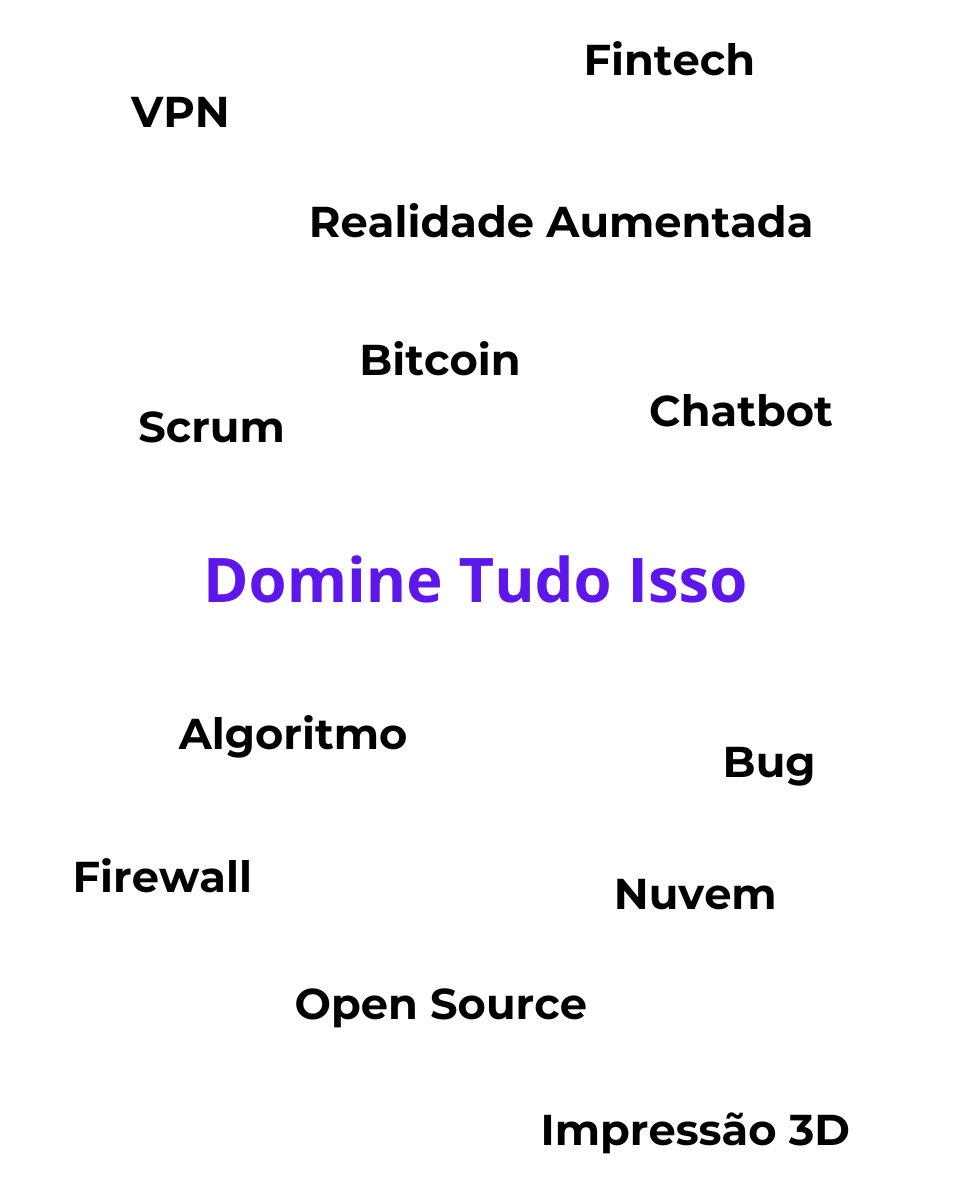 Fintech
VPN
Realidade Aumentada
Bitcoin
Chatbot
Scrum
Domine Tudo Isso
Algoritmo
Bug
Firewall
Nuvem
Open Source
Impressão 3D